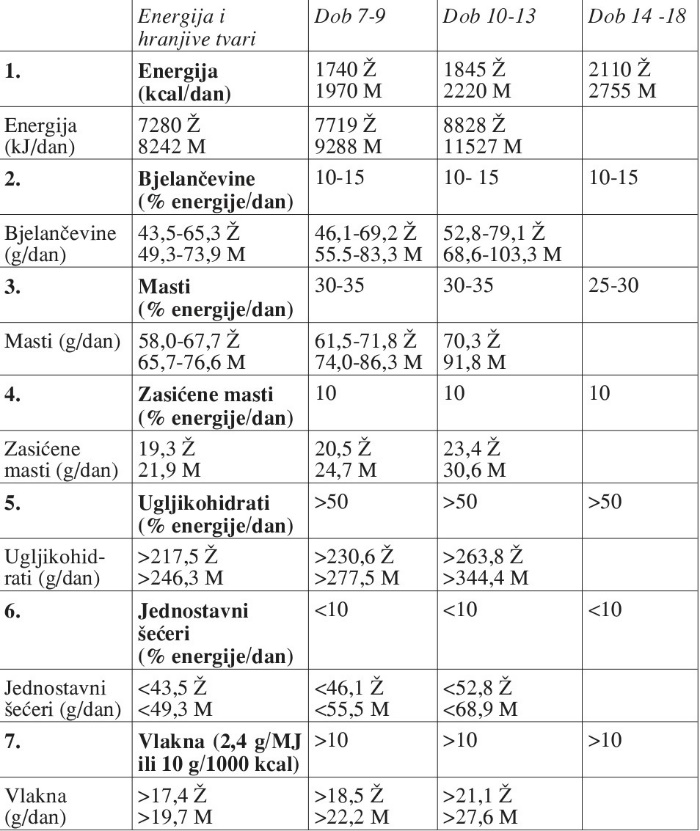 Energija i hranjive tvari Dob 7-9 Dob 10-13 Dob 14 -18
1. Energija (kcal/dan) 1740 Ž 1845 Ž 2110 Ž
1970 M 2220 M 2755 M
Energija 7280 Ž 7719 Ž 8828 Ž
(kJ/dan) 8242 M 9288 M 11527 M
2. Bjelančevine 10-15 10- 15 10-15
(% energije/dan)
Bjelančevine 43,5-65,3 Ž 46,1-69,2 Ž 52,8-79,1 Ž
(g/dan) 49,3-73,9 M 55.5-83,3 M 68,6-103,3 M
3. Masti 30-35 30-35 25-30
(% energije/dan)
Masti (g/dan) 58,0-67,7 Ž 61,5-71,8 Ž 70,3 Ž
65,7-76,6 M 74,0-86,3 M 91,8 M
4. Zasićene masti 10 10 10
(% energije/dan)
Zasićene 19,3 Ž 20,5 Ž 23,4 Ž
masti (g/dan) 21,9 M 24,7 M 30,6 M
5. Ugljikohidrati >50 >50 >50
(% energije/dan)
Ugljikohid- >217,5 Ž >230,6 Ž >263,8 Ž
rati (g/dan) >246,3 M >277,5 M >344,4 M
6. Jednostavni <10 <10 <10
šećeri
(% energije/dan)
Jednostavni <43,5 Ž <46,1 Ž <52,8 Ž
šećeri (g/dan) <49,3 M <55,5 M <68,9 M
7. Vlakna (2,4 g/MJ >10 >10 >10
ili 10 g/1000 kcal)
Vlakna >17,4 Ž >18,5 Ž >21,1 Ž
(g/dan) >19,7 M >22,2 M >27,6 M